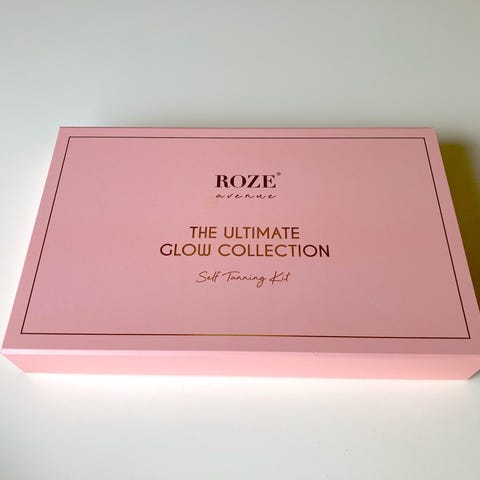 ROZE®
avenue
THE ULTIMATE
GLOW COLLECTION
Self Tanning Kit